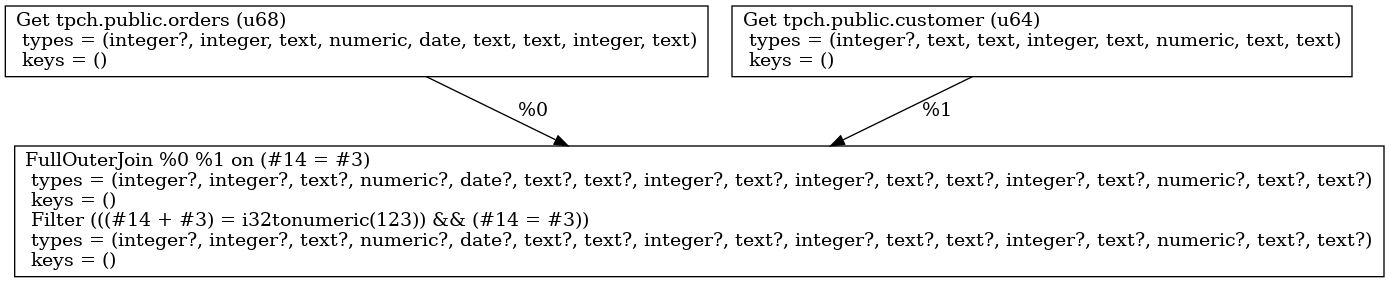 Get tpch.public.orders (u68)
types = (integer?, integer, text, numeric, date, text, text, integer, text)
keys = ()
Get tpch.public.customer (u64)
types = (integer?, text, text, integer, text, numeric, text, text)
keys = ()
%0
%1
FullOuterJoin %0 %1 on (#14 = #3)
types = (integer?, integer?, text?, numeric?, date?, text?, text?, integer?, text?, integer?, text?, text?, integer?, text?, numeric?, text?, text?)
keys = ()
Filter (((#14 + #3) = i32tonumeric(123)) && (#14 = #3))
types = (integer?, integer?, text?, numeric?, date?, text?, text?, integer?, text?, integer?, text?, text?, integer?, text?, numeric?, text?, text?)
keys = ()